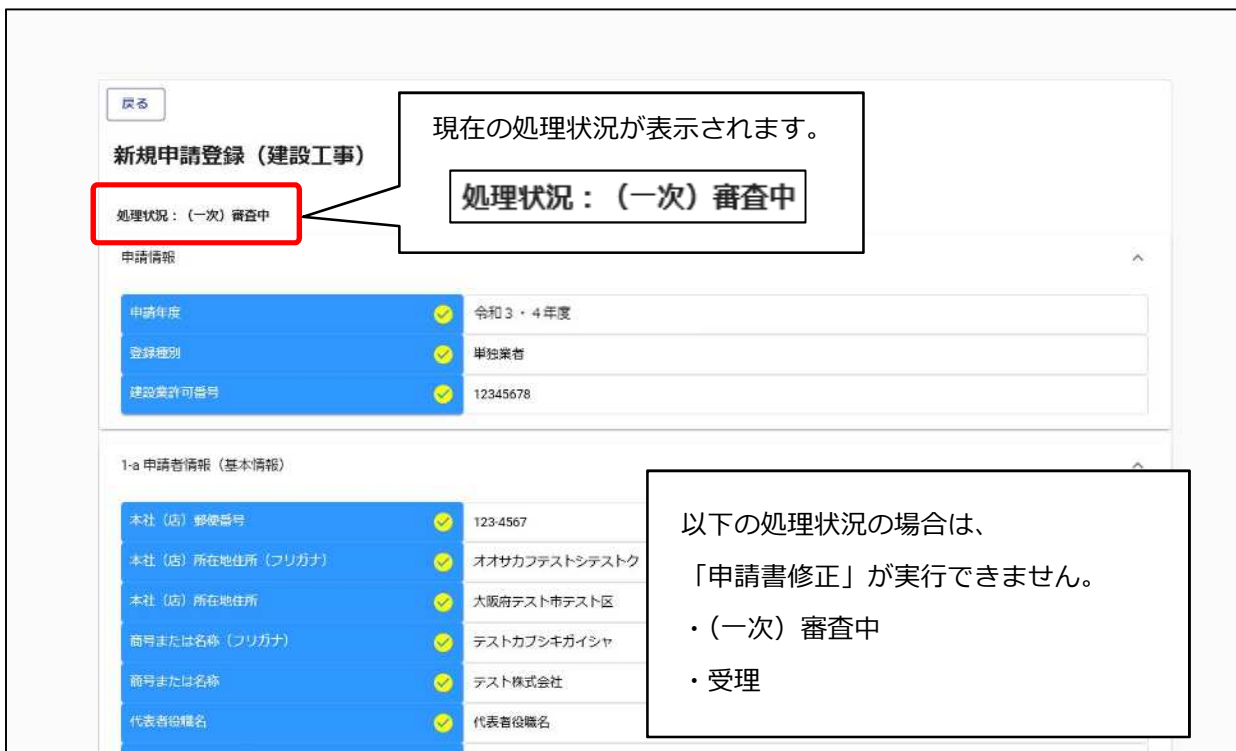 戻る
新規申請登録（建設工事）
処理状況：（一次）審査中
現在の処理状況が表示されます。
処理状況：（一次）審査中
申請情報
申請年度 令和３・４年度
登録種別 単独業者
建設業許可番号 12345678
1-a 申請者情報（基本情報）
本社（店）郵便番号 123-4567
本社（店）所在地住所（フリガナ） オオサカフテストシテストク
本社（店）所在地住所 大阪府テスト市テスト区
商号または名称（フリガナ） テストカブシキガイシャ
商号または名称 テスト株式会社
代表者役職名 代表者役職名
以下の処理状況の場合は、
「申請書修正」が実行できません。
・（一次）審査中
・受理